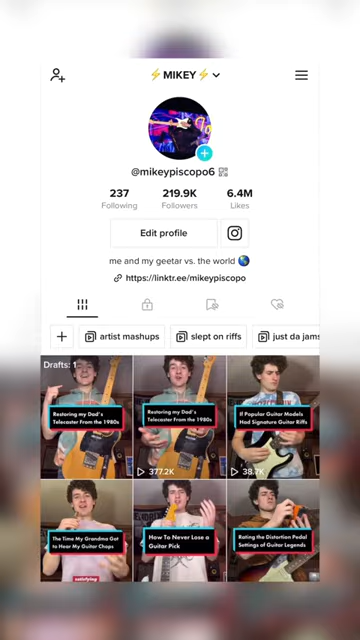 ⚡MIKEY⚡
@mikeypiscopo6
237
219.9K
6.4M
Following
Followers
Likes
Edit profile
me and my geetar vs. the world 🌎
https://linktr.ee/mikeypiscopo
artist mashups
slept on riffs
just da jams
Drafts: 1
Restoring my Dad's
Telecaster From the 1980s
Restoring my Dad's
Telecaster From the 1980s
377.2K
If Popular Guitar Models
Had Signature Guitar Riffs
38.7K
The Time My Grandma Got
to Hear My Guitar Chops
satisfying
How To Never Lose a
Guitar Pick
Rating the Distortion Pedal
Settings of Guitar Legends